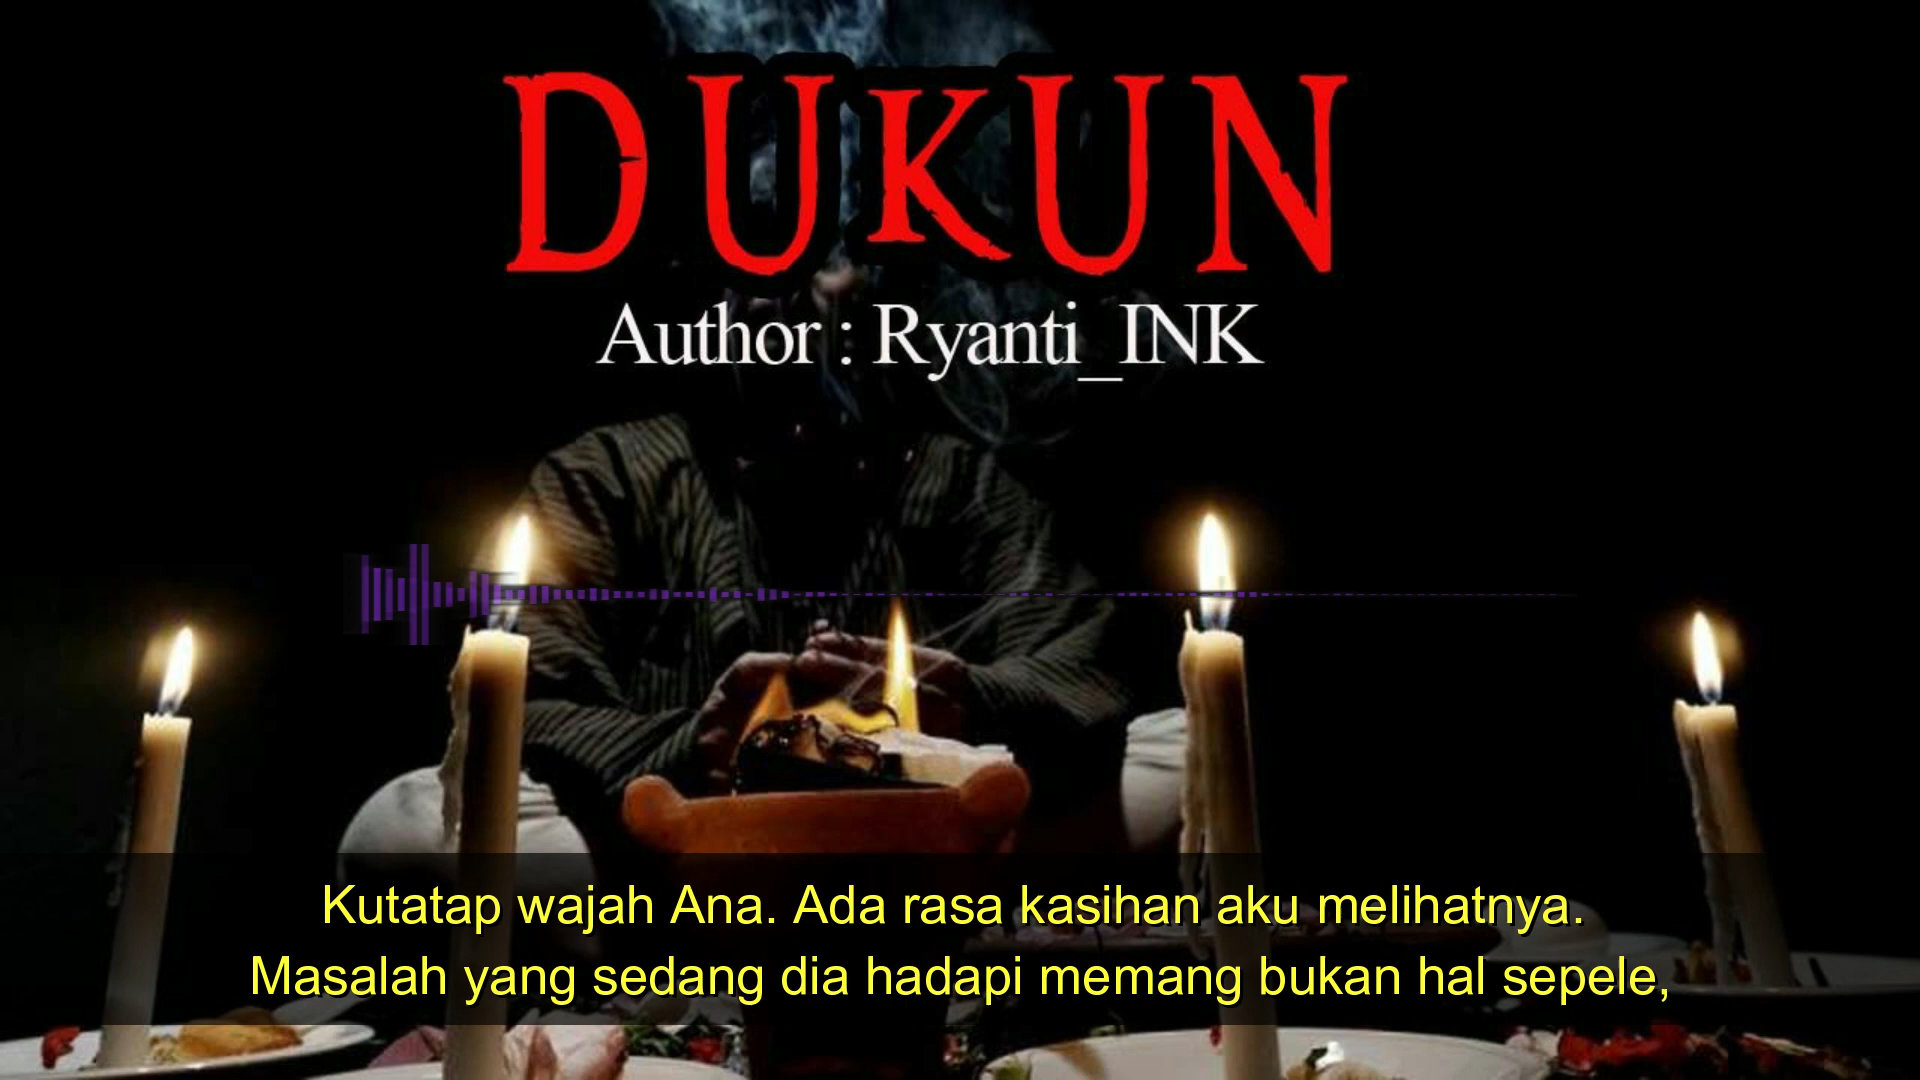 DUKUN
Author : Ryanti_INK
Kutatap wajah Ana. Ada rasa kasihan aku melihatnya.
Masalah yang sedang dia hadapi memang bukan hal sepele,